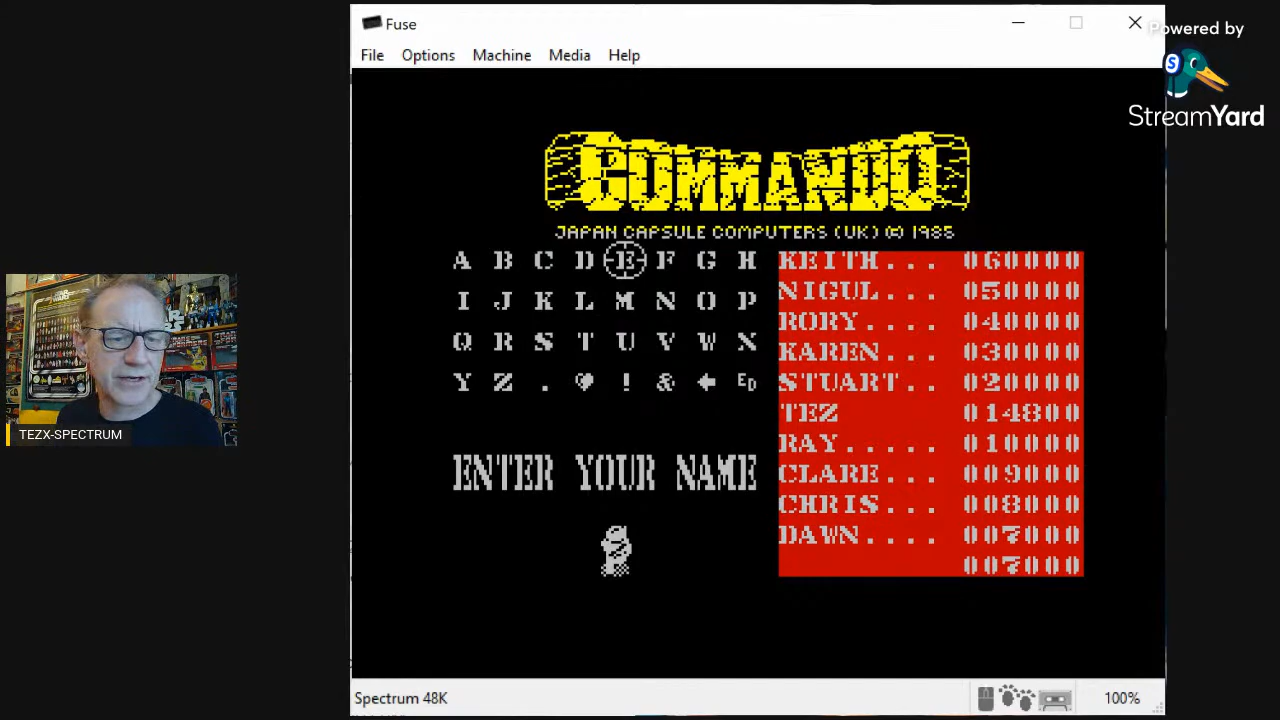 Fuse
File Options Machine Media Help
Powered by
StreamYard
COMMANDO
JAPAN CAPSULE COMPUTERS (UK) © 1985
A B C D E F G H
I J K L M N O P
Q R S T U V W X
Y Z . ♥ ! & ← ED
KEITH... 060000
NIGUL... 050000
RORY.... 040000
KAREN... 030000
STUART.. 020000
TEZ 014800
RAY..... 010000
CLARE... 009000
CHRIS... 008000
DAWN.... 007000
007000
ENTER YOUR NAME
TEZX-SPECTRUM
Spectrum 48K
100%